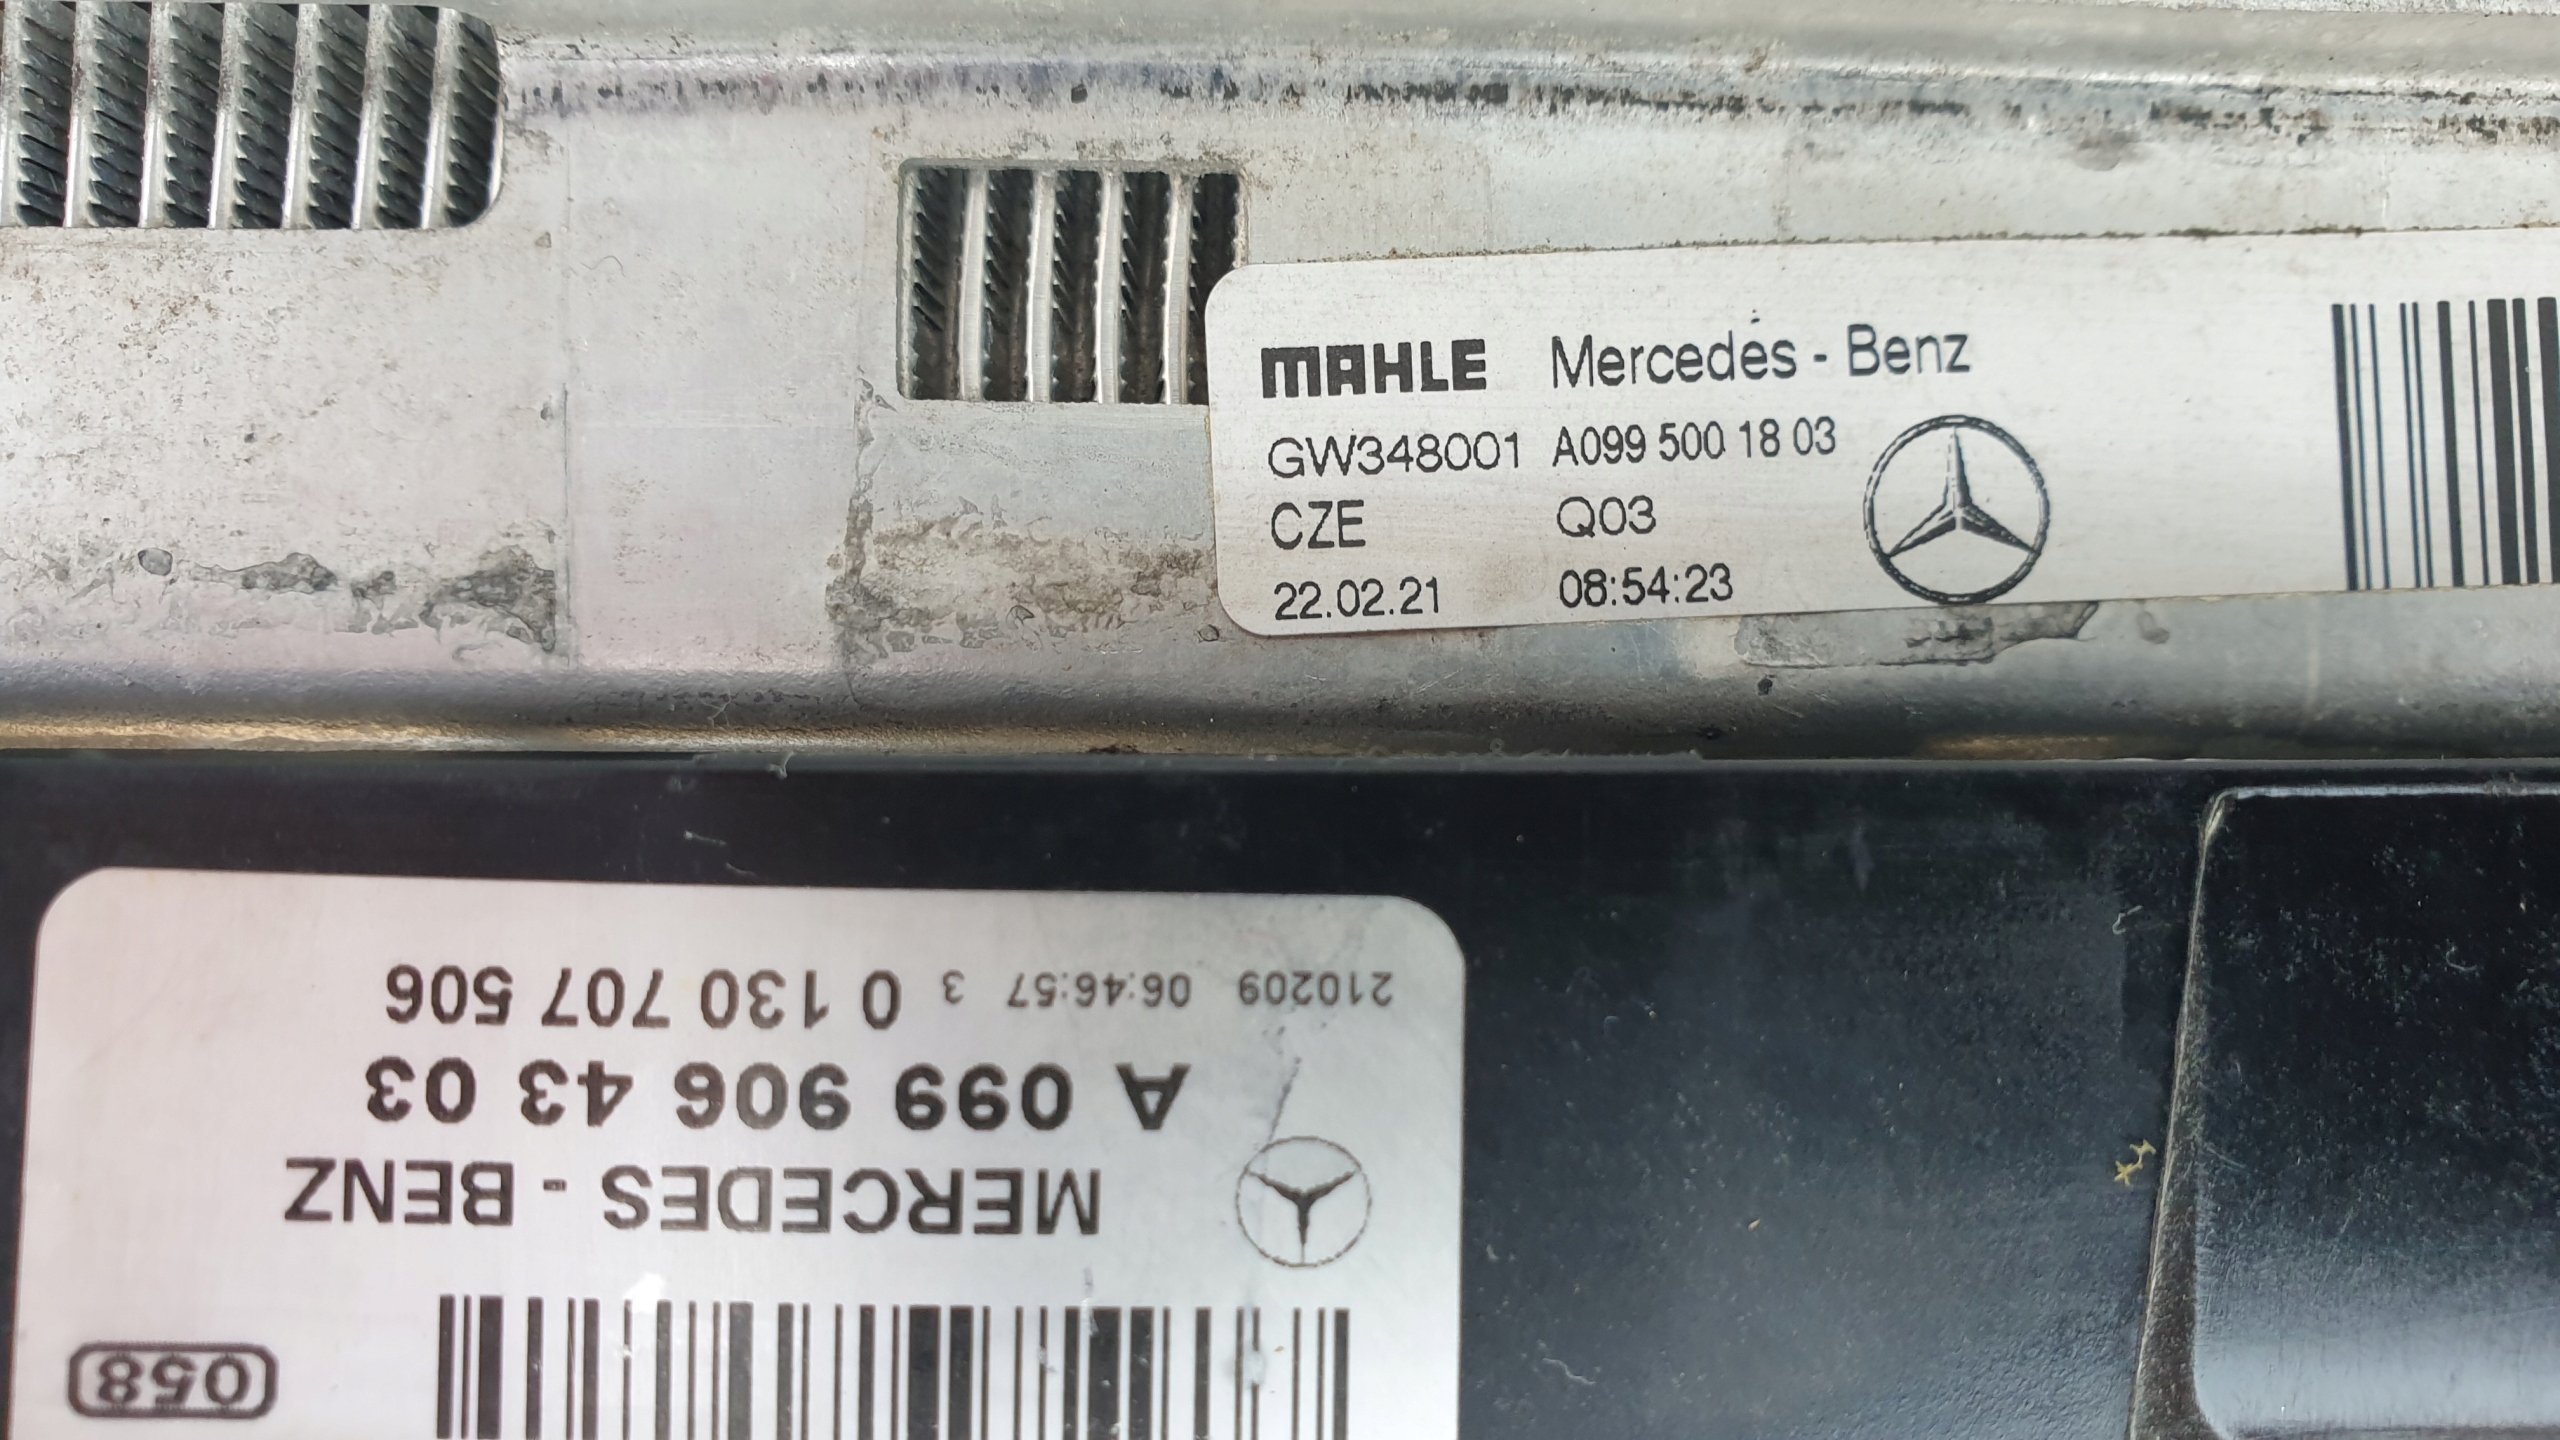 MAHLE Mercedes - Benz
GW348001 A099 500 18 03
CZE Q03
22.02.21 08:54:23
058
MERCEDES - BENZ
A 099 906 43 03
210209 06:46:57 3 0 130 707 506